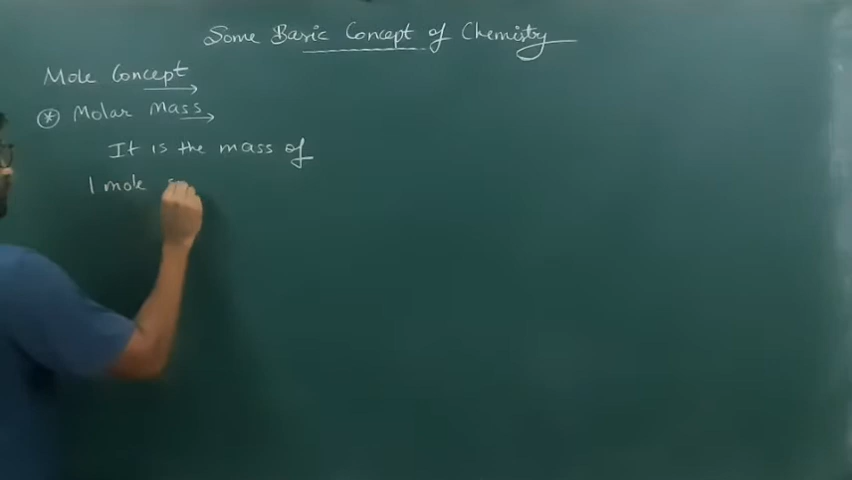 Some Basic Concept of Chemistry
Mole Concept
* Molar Mass
It is the mass of
1 mole